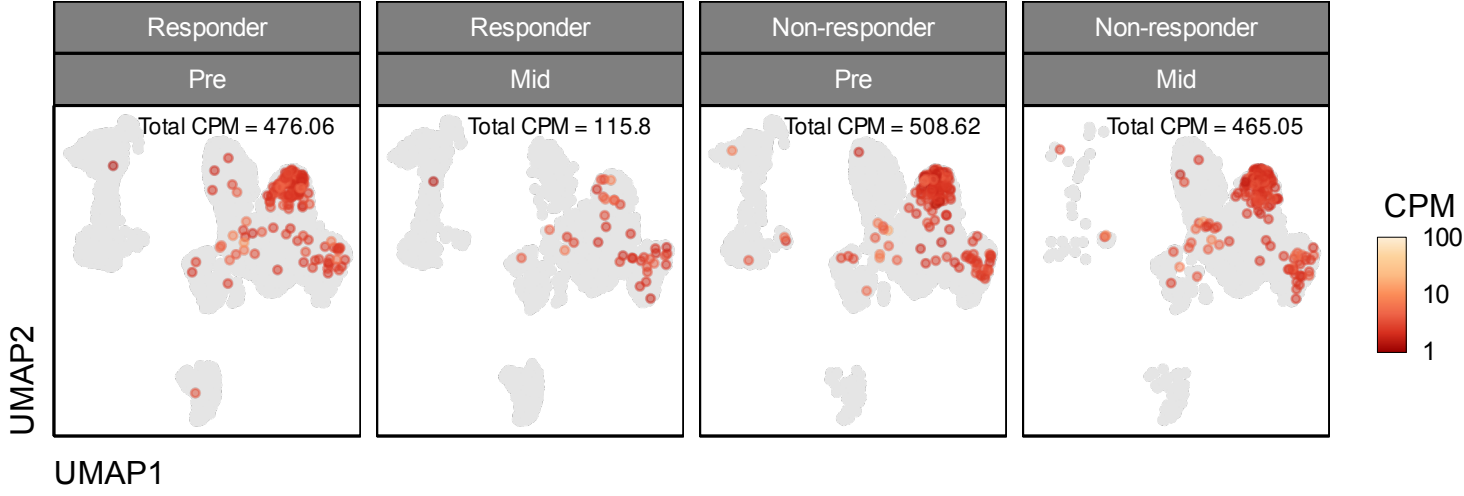 Responder
Responder
Non-responder
Non-responder
Pre
Mid
Pre
Mid
Total CPM = 476.06
Total CPM = 115.8
Total CPM = 508.62
Total CPM = 465.05
CPM
100
10
1
UMAP2
UMAP1